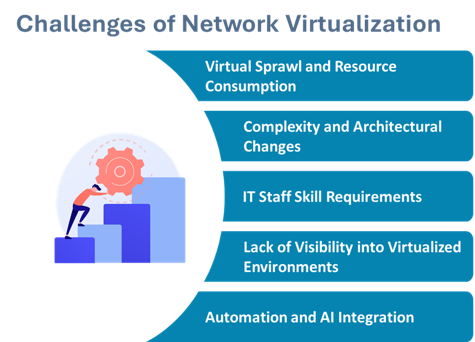 Challenges of Network Virtualization
Virtual Sprawl and Resource
Consumption
Complexity and Architectural
Changes
IT Staff Skill Requirements
Lack of Visibility into Virtualized
Environments
Automation and AI Integration